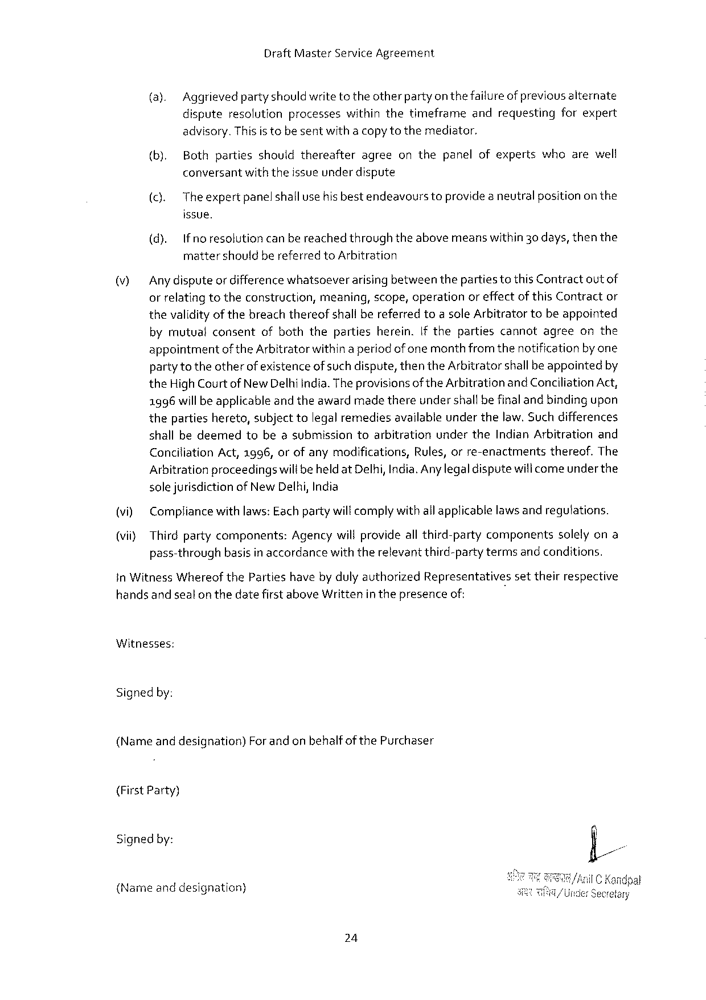 Draft Master Service Agreement
(a). Aggrieved party should write to the other party on the failure of previous alternate
dispute resolution processes within the timeframe and requesting for expert
advisory. This is to be sent with a copy to the mediator.
(b). Both parties should thereafter agree on the panel of experts who are well
conversant with the issue under dispute
(c). The expert panel shall use his best endeavours to provide a neutral position on the
issue.
(d). If no resolution can be reached through the above means within 30 days, then the
matter should be referred to Arbitration
(v) Any dispute or difference whatsoever arising between the parties to this Contract out of
or relating to the construction, meaning, scope, operation or effect of this Contract or
the validity of the breach thereof shall be referred to a sole Arbitrator to be appointed
by mutual consent of both the parties herein. If the parties cannot agree on the
appointment of the Arbitrator within a period of one month from the notification by one
party to the other of existence of such dispute, then the Arbitrator shall be appointed by
the High Court of New Delhi India. The provisions of the Arbitration and Conciliation Act,
1996 will be applicable and the award made there under shall be final and binding upon
the parties hereto, subject to legal remedies available under the law. Such differences
shall be deemed to be a submission to arbitration under the Indian Arbitration and
Conciliation Act, 1996, or of any modifications, Rules, or re-enactments thereof. The
Arbitration proceedings will be held at Delhi, India. Any legal dispute will come under the
sole jurisdiction of New Delhi, India
(vi) Compliance with laws: Each party will comply with all applicable laws and regulations.
(vii) Third party components: Agency will provide all third-party components solely on a
pass-through basis in accordance with the relevant third-party terms and conditions.
In Witness Whereof the Parties have by duly authorized Representatives set their respective
hands and seal on the date first above Written in the presence of:
Witnesses:
Signed by:
(Name and designation) For and on behalf of the Purchaser
(First Party)
Signed by:
(Name and designation)
/Anil C Kandpal
अवर सचिव/Under Secretary
24